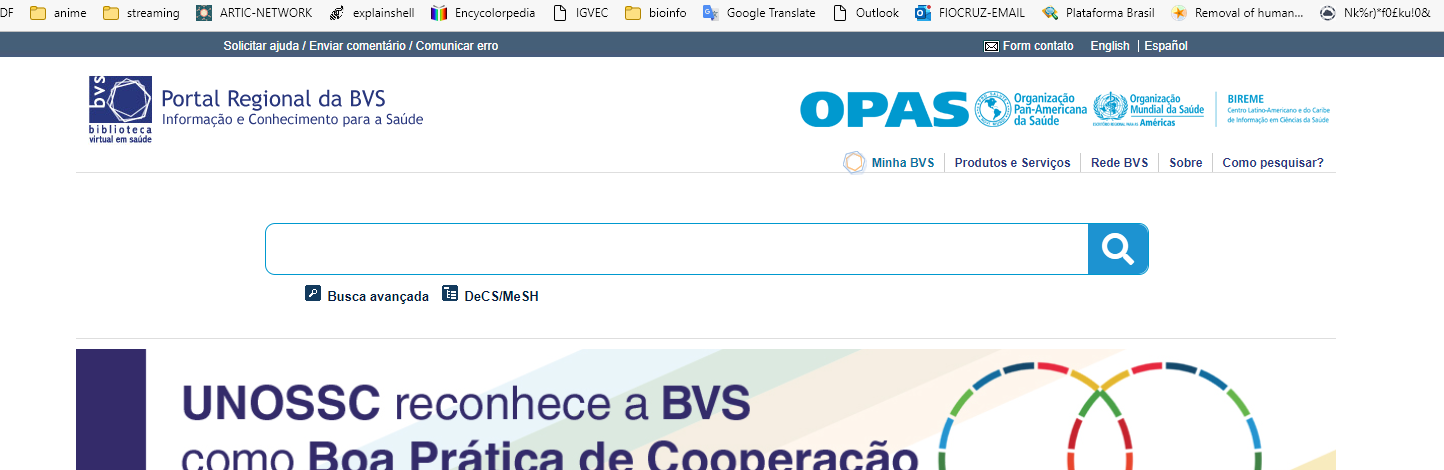 DF anime streaming ARTIC-NETWORK explainshell Encycolorpedia IGVEC bioinfo Google Translate Outlook FIOCRUZ-EMAIL Plataforma Brasil Removal of human... Nk%r)*f0£ku!0&
Solicitar ajuda / Enviar comentário / Comunicar erro Form contato English | Español
bvs
biblioteca
virtual em saúde
Portal Regional da BVS
Informação e Conhecimento para a Saúde
OPAS
Organização
Pan-Americana
da Saúde
Organização
Mundial da Saúde
Américas
BIREME
Centro Latino-Americano e do Caribe
de Informação em Ciências da Saúde
Minha BVS Produtos e Serviços Rede BVS Sobre Como pesquisar?
Busca avançada DeCS/MeSH
UNOSSC reconhece a BVS
como Boa Prática de Cooperação